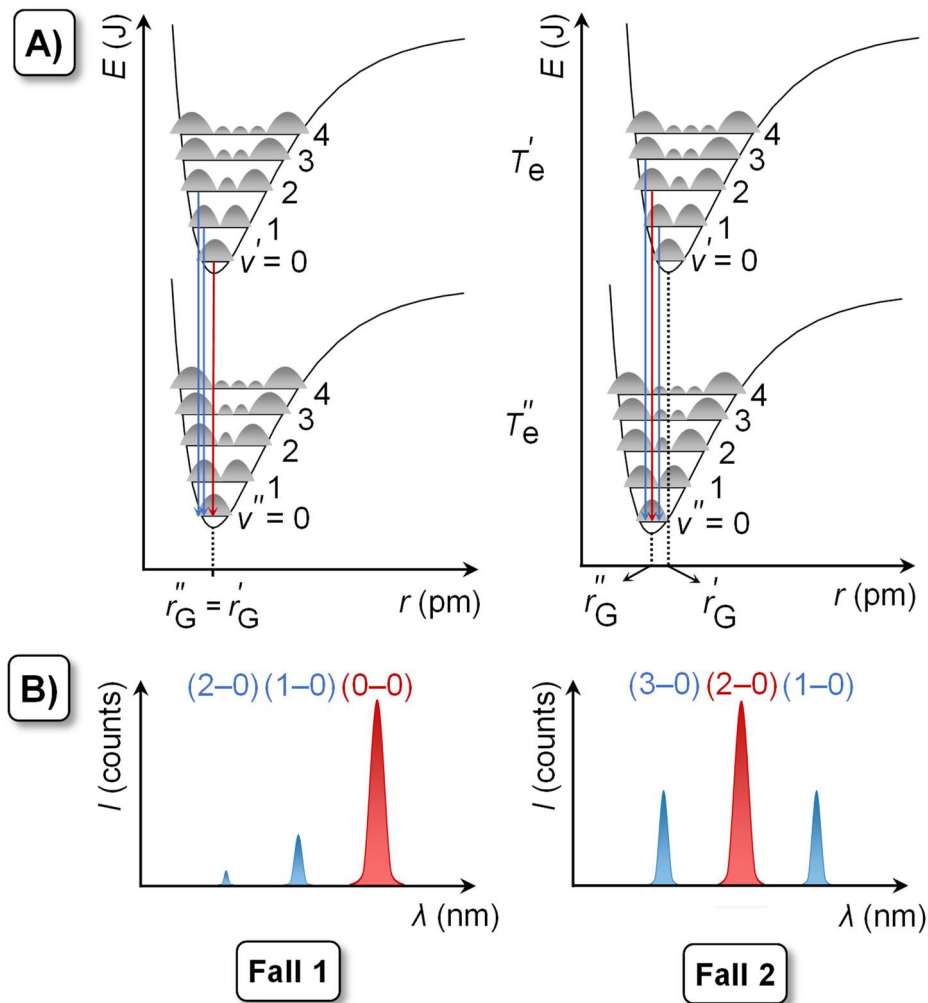 A)
E (J)
4
3
2
1
v' = 0
4
3
2
1
v'' = 0
r''G = r'G
r (pm)
E (J)
T'e
4
3
2
1
v' = 0
T''e
4
3
2
1
v'' = 0
r''G
r'G
r (pm)
B)
I (counts)
(2–0) (1–0) (0–0)
λ (nm)
Fall 1
I (counts)
(3–0) (2–0) (1–0)
λ (nm)
Fall 2